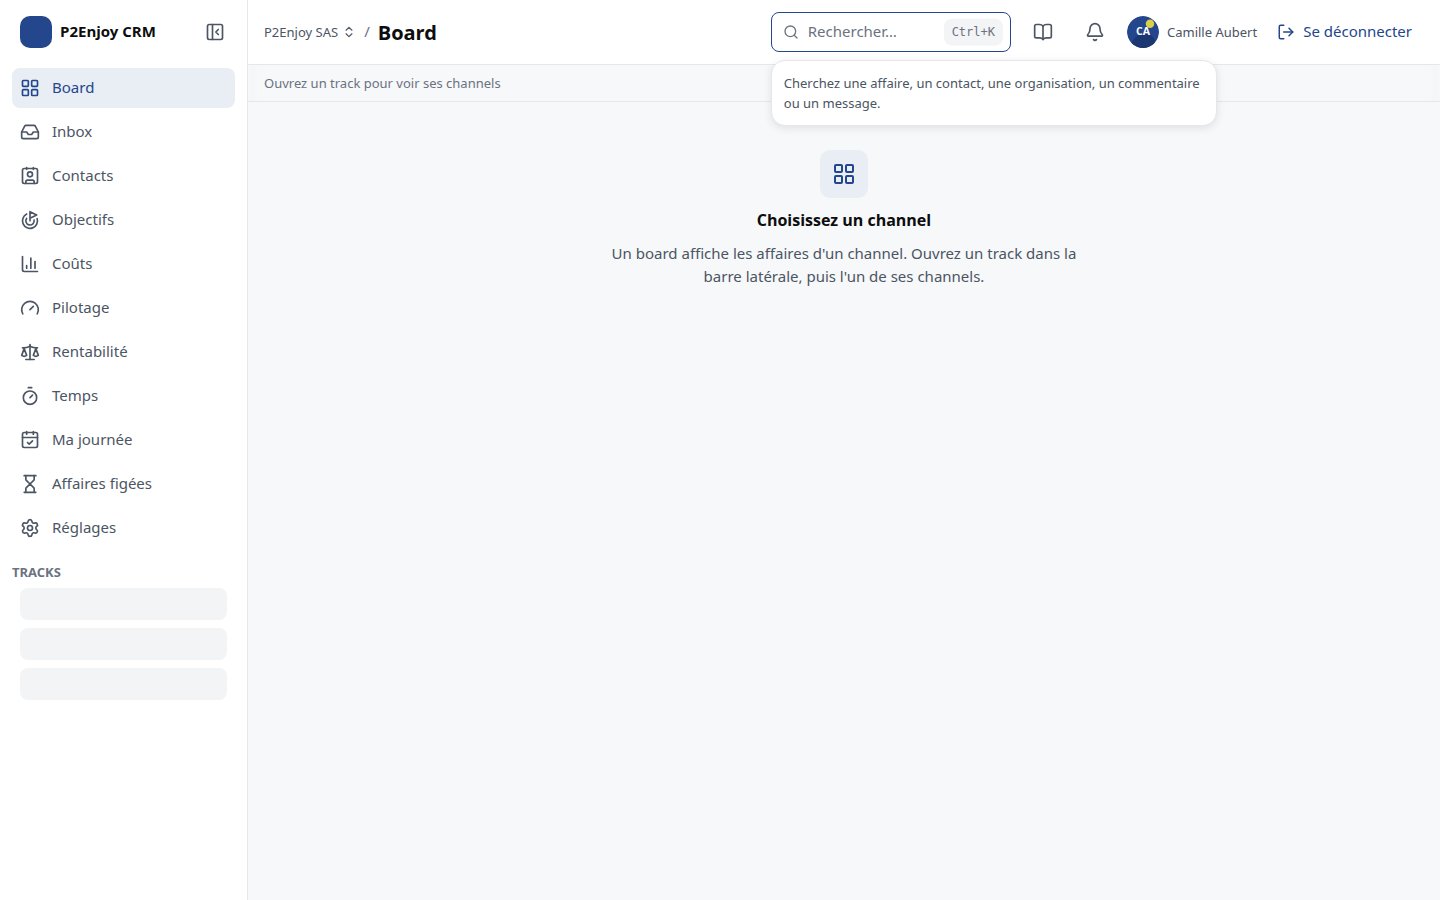 P2Enjoy CRM
Board
Inbox
Contacts
Objectifs
Coûts
Pilotage
Rentabilité
Temps
Ma journée
Affaires figées
Réglages
TRACKS
P2Enjoy SAS / Board
Rechercher... Ctrl+K
CA Camille Aubert
Se déconnecter
Ouvrez un track pour voir ses channels
Cherchez une affaire, un contact, une organisation, un commentaire
ou un message.
Choisissez un channel
Un board affiche les affaires d'un channel. Ouvrez un track dans la
barre latérale, puis l'un de ses channels.